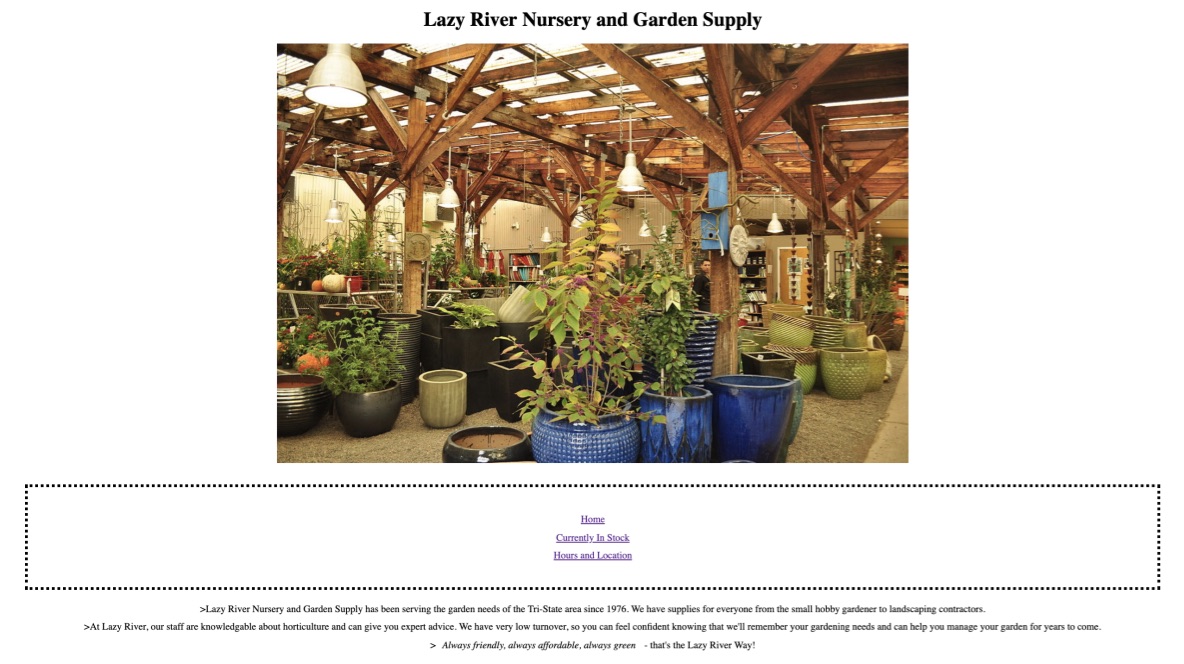 Lazy River Nursery and Garden Supply
Home
Currently In Stock
Hours and Location
>Lazy River Nursery and Garden Supply has been serving the garden needs of the Tri-State area since 1976. We have supplies for everyone from the small hobby gardener to landscaping contractors.
>At Lazy River, our staff are knowledgable about horticulture and can give you expert advice. We have very low turnover, so you can feel confident knowing that we'll remember your gardening needs and can help you manage your garden for years to come.
> Always friendly, always affordable, always green - that's the Lazy River Way!